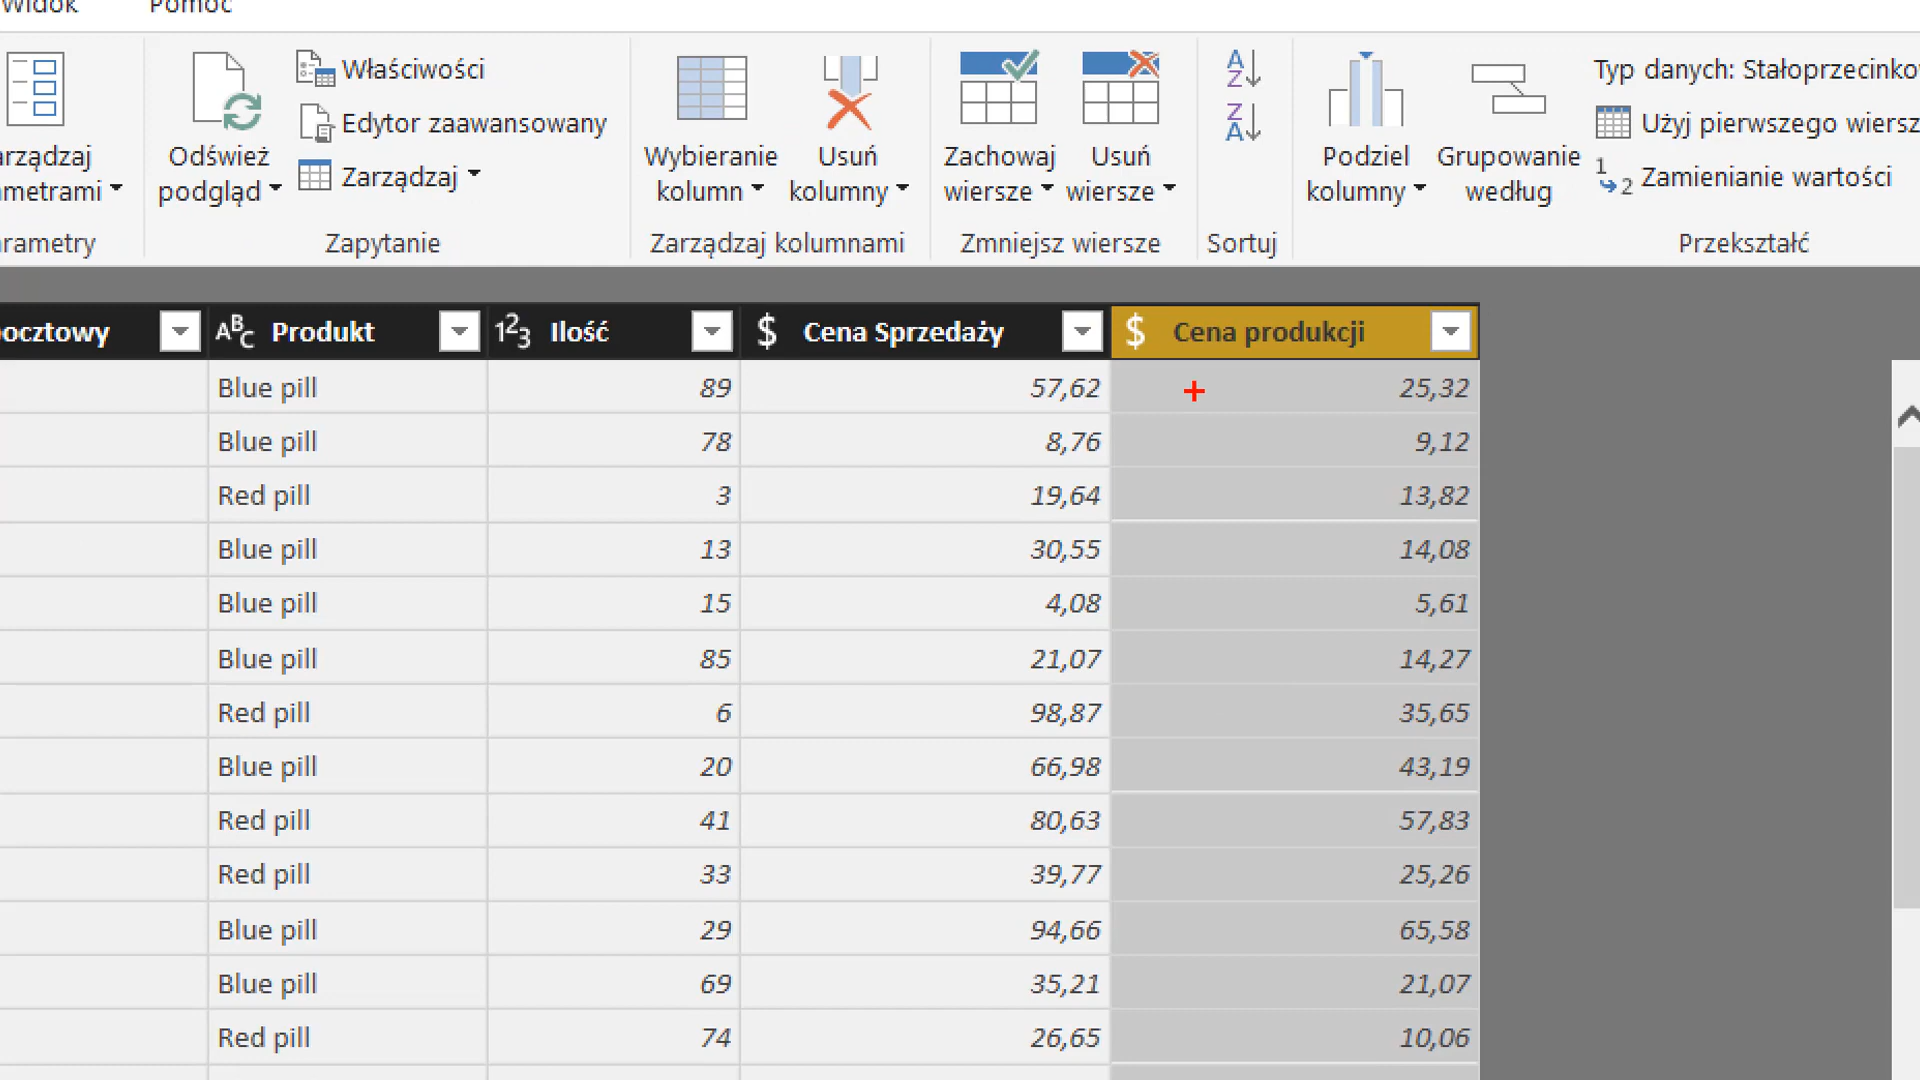 Widok Pomoc
Właściwości
Edytor zaawansowany
Zarządzaj
Odśwież
podgląd
Wybieranie
kolumn
Usuń
kolumny
Zachowaj
wiersze
Usuń
wiersze
Podziel
kolumny
Grupowanie
według
Typ danych: Stałoprzecinko
Użyj pierwszego wiersz
Zamienianie wartości
arządzaj
metrami
rametry
Zapytanie
Zarządzaj kolumnami
Zmniejsz wiersze
Sortuj
Przekształć
pocztowy ABC Produkt 123 Ilość $ Cena Sprzedaży $ Cena produkcji
Blue pill 89 57,62 25,32
Blue pill 78 8,76 9,12
Red pill 3 19,64 13,82
Blue pill 13 30,55 14,08
Blue pill 15 4,08 5,61
Blue pill 85 21,07 14,27
Red pill 6 98,87 35,65
Blue pill 20 66,98 43,19
Red pill 41 80,63 57,83
Red pill 33 39,77 25,26
Blue pill 29 94,66 65,58
Blue pill 69 35,21 21,07
Red pill 74 26,65 10,06